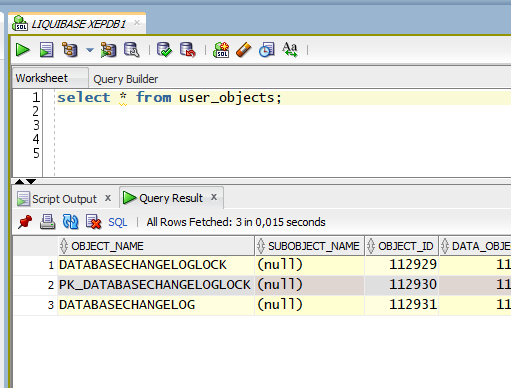 LIQUIBASE XEPDB1
Worksheet Query Builder
1 select * from user_objects;
2
3
4
5
Script Output x Query Result x
SQL All Rows Fetched: 3 in 0,015 seconds
OBJECT_NAME SUBOBJECT_NAME OBJECT_ID DATA_OBJE
1 DATABASECHANGELOGLOCK (null) 112929 11
2 PK_DATABASECHANGELOGLOCK (null) 112930 11
3 DATABASECHANGELOG (null) 112931 11